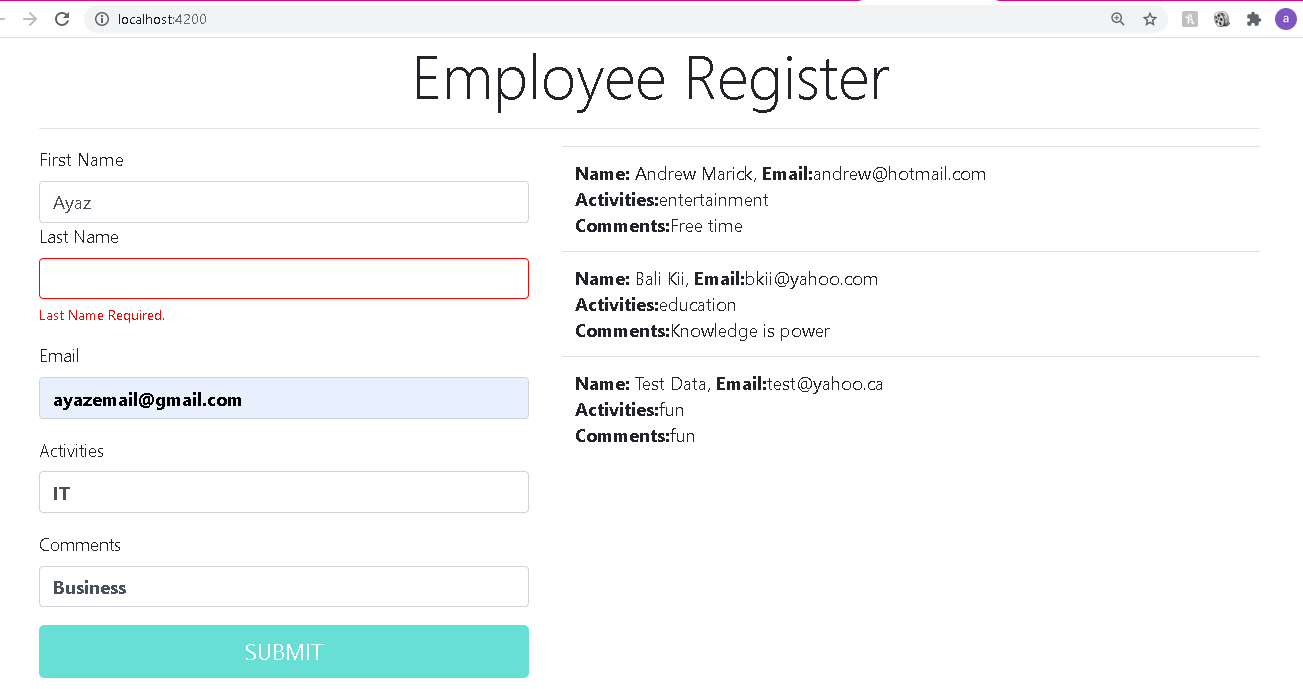 localhost:4200
a
Employee Register
First Name
Ayaz
Last Name
Last Name Required.
Email
ayazemail@gmail.com
Activities
IT
Comments
Business
SUBMIT
Name: Andrew Marick, Email:andrew@hotmail.com
Activities:entertainment
Comments:Free time
Name: Bali Kii, Email:bkii@yahoo.com
Activities:education
Comments:Knowledge is power
Name: Test Data, Email:test@yahoo.ca
Activities:fun
Comments:fun